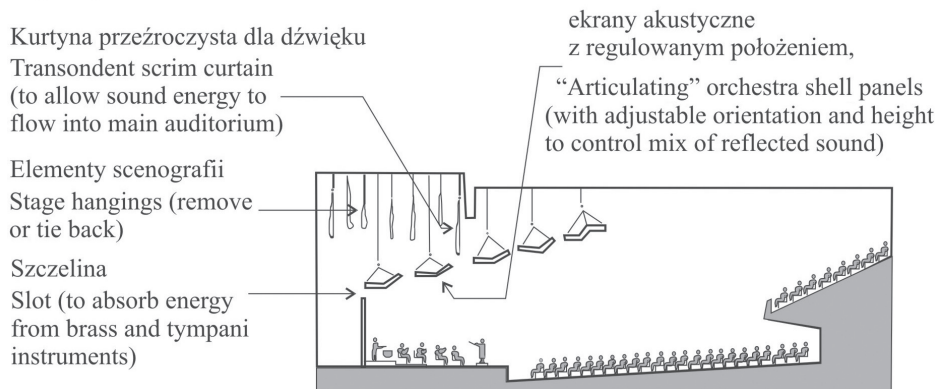 Kurtyna przeźroczysta dla dźwięku
Transondent scrim curtain
(to allow sound energy to
flow into main auditorium)
Elementy scenografii
Stage hangings (remove
or tie back)
Szczelina
Slot (to absorb energy
from brass and tympani
instruments)
ekrany akustyczne
z regulowanym położeniem,
“Articulating” orchestra shell panels
(with adjustable orientation and height
to control mix of reflected sound)